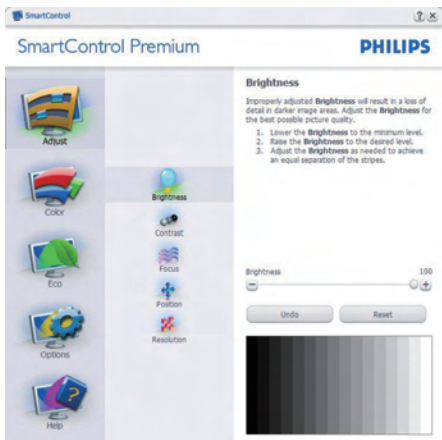 SmartControl
SmartControl Premium
PHILIPS
Adjust
Color
Eco
Options
Help
Brightness
Contrast
Focus
Position
Resolution
Brightness
Improperly adjusted Brightness will result in a loss of
detail in darker image areas. Adjust the Brightness for
the best possible picture quality.
1. Lower the Brightness to the minimum level.
2. Raise the Brightness to the desired level.
3. Adjust the Brightness as needed to achieve
an equal separation of the stripes.
Brightness 100
Undo Reset